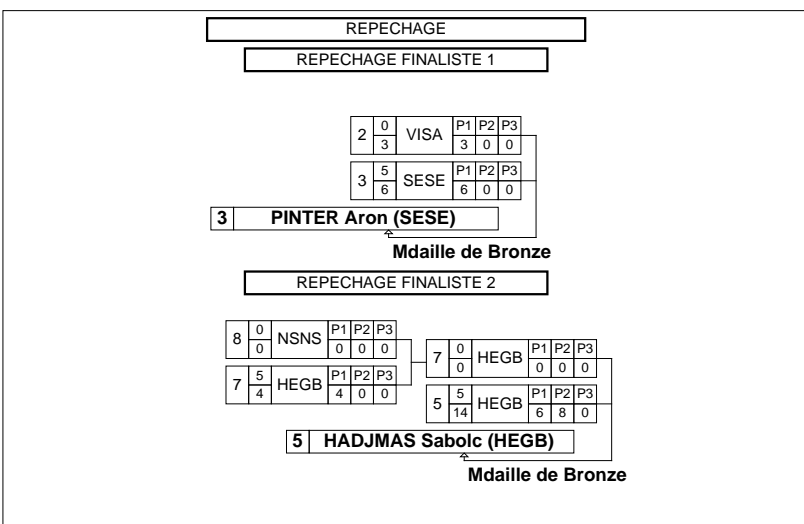 REPECHAGE
REPECHAGE FINALISTE 1
2 0 VISA P1 P2 P3
3 3 0 0
3 5 SESE P1 P2 P3
6 6 0 0
3 PINTER Aron (SESE)
Mdaille de Bronze
REPECHAGE FINALISTE 2
8 0 NSNS P1 P2 P3
0 0 0 0
7 0 HEGB P1 P2 P3
0 0 0 0
7 5 HEGB P1 P2 P3
4 4 0 0
5 5 HEGB P1 P2 P3
14 6 8 0
5 HADJMAS Sabolc (HEGB)
Mdaille de Bronze